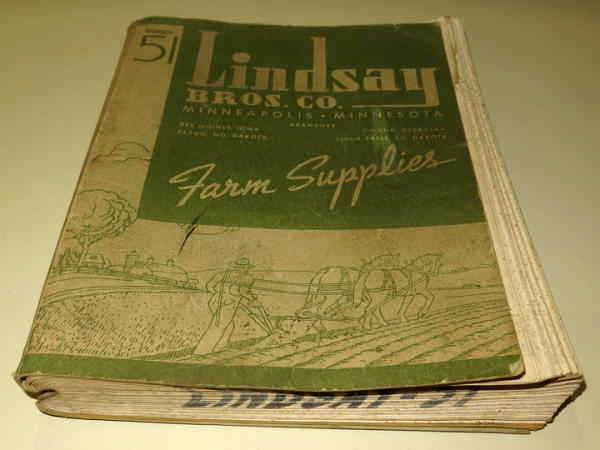 NUMBER
51
Lindsay
BROS. CO.
MINNEAPOLIS • MINNESOTA
BRANCHES
DES MOINES, IOWA
FARGO, NO. DAKOTA
OMAHA, NEBRASKA
SIOUX FALLS, SO. DAKOTA
Farm Supplies
LINDSAY-51